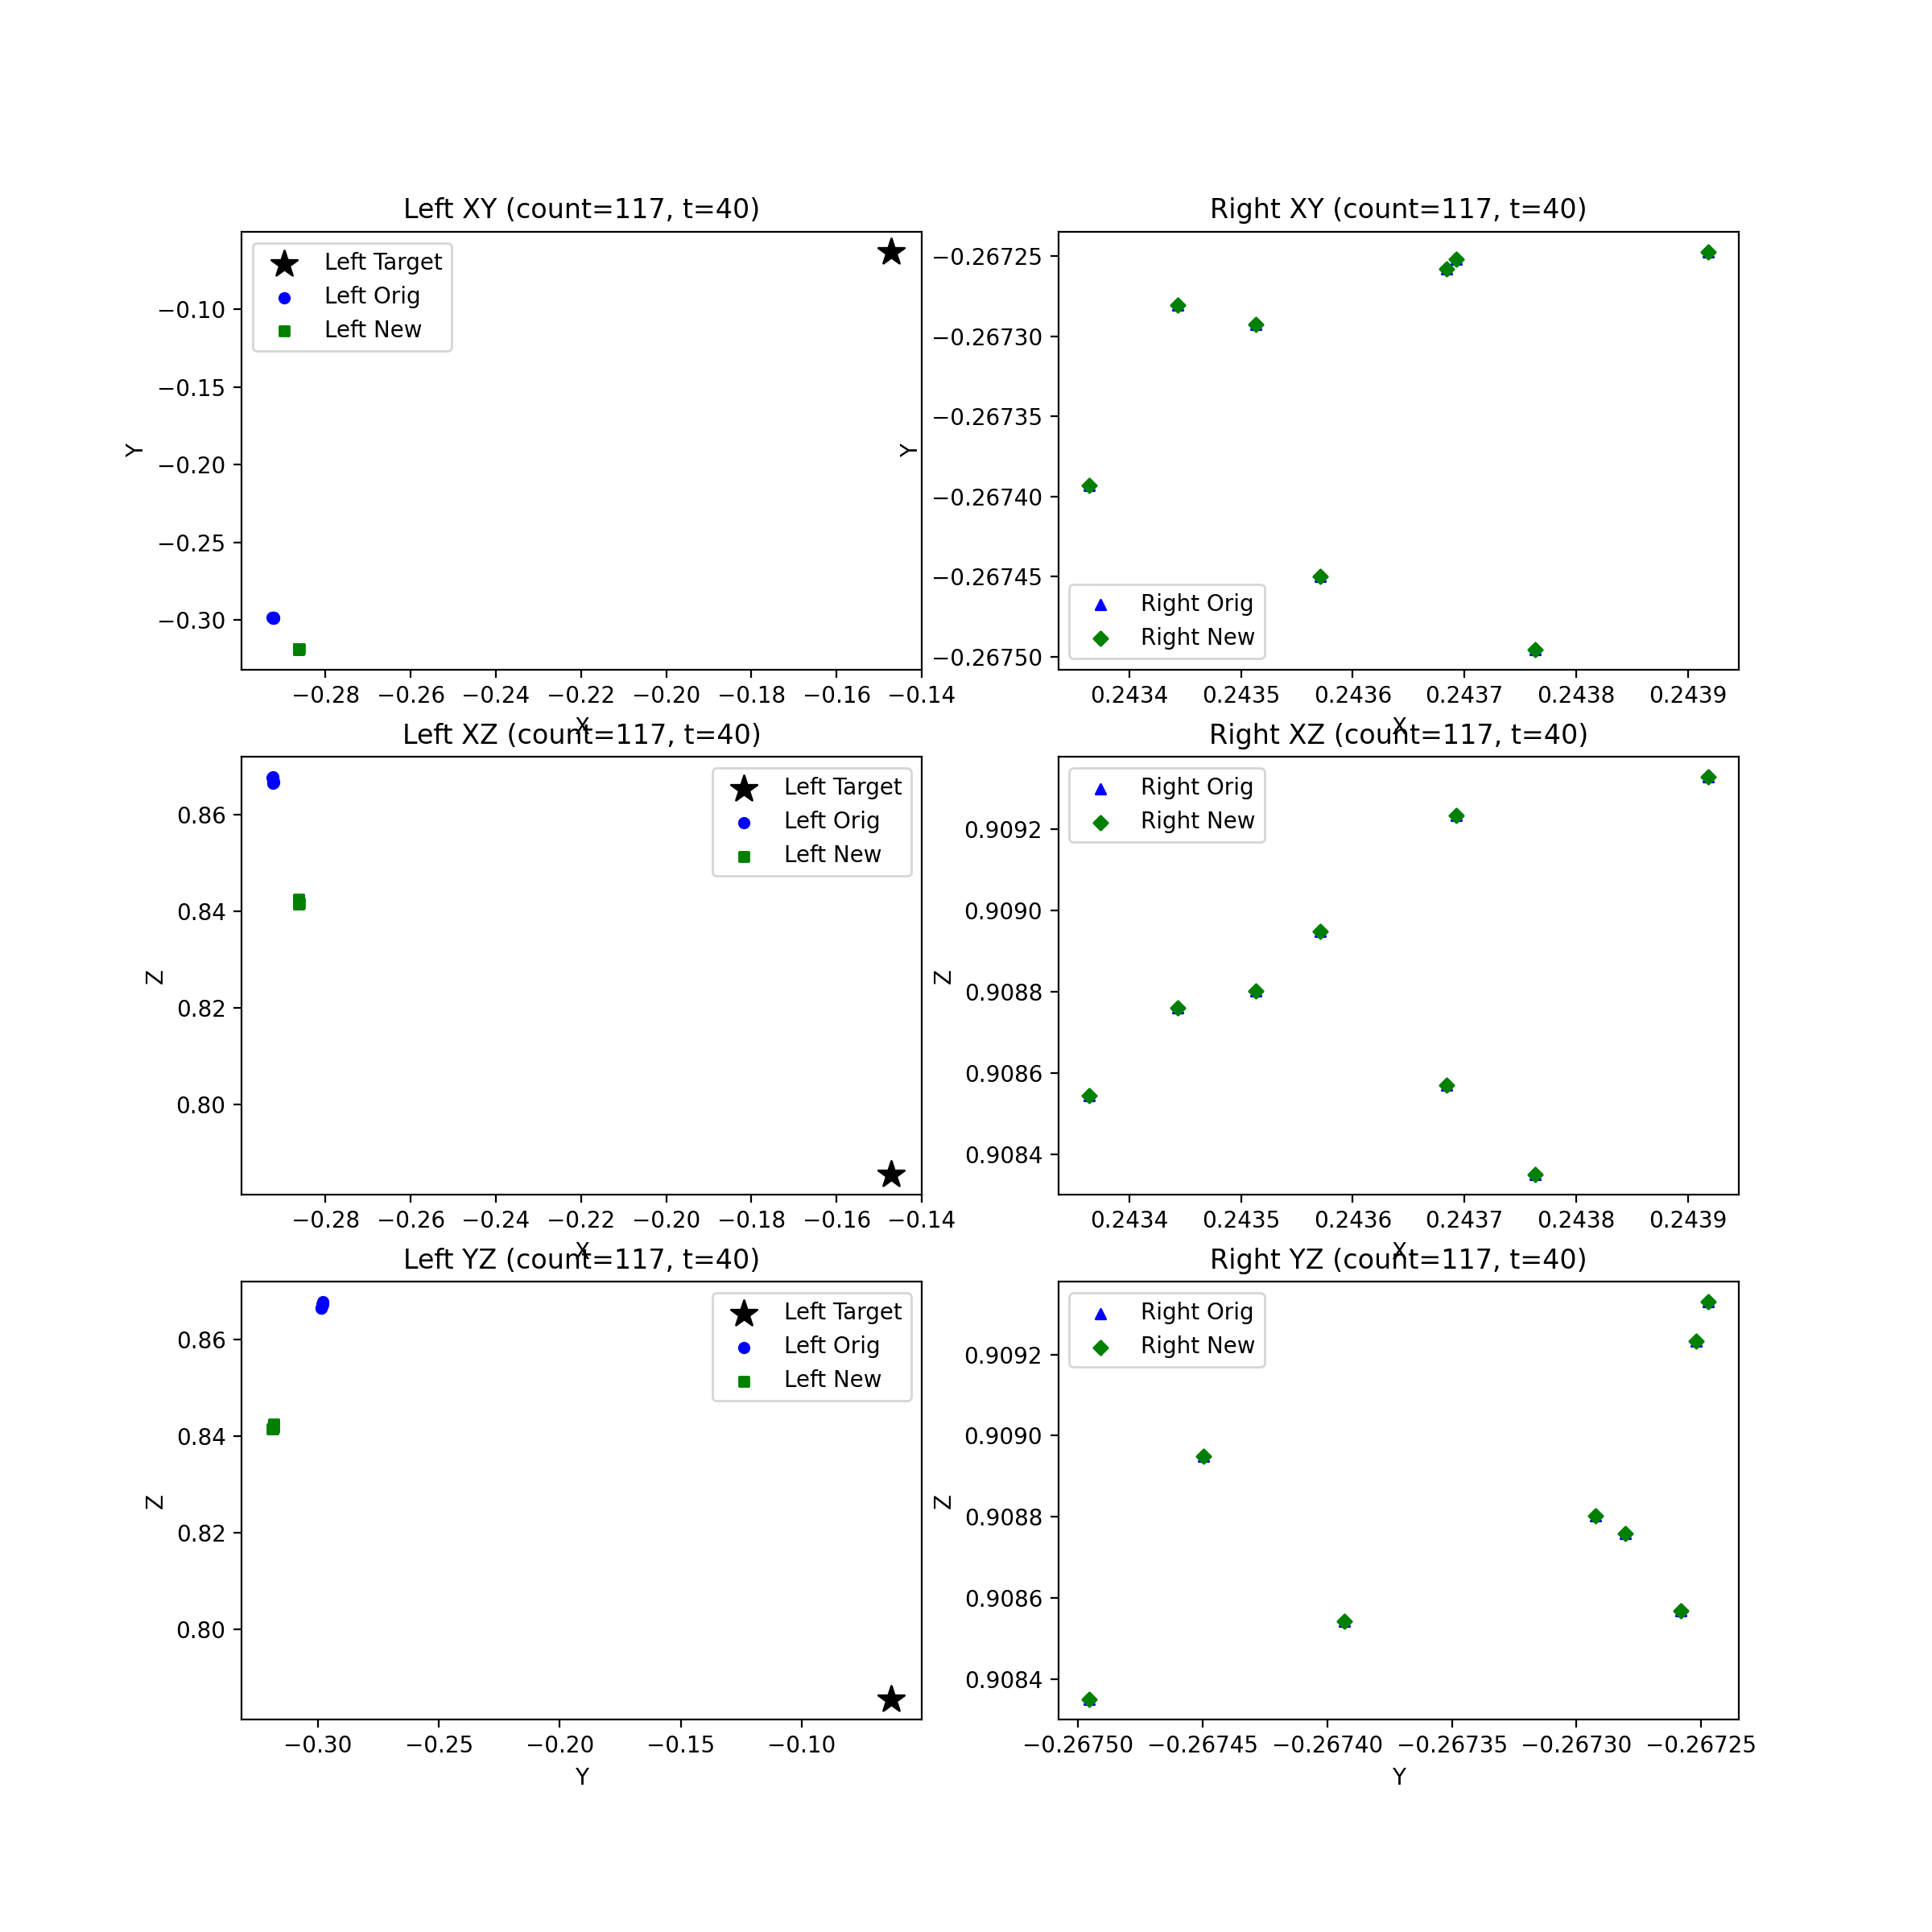 Left XY (count=117, t=40)
Left Target
Left Orig
Left New
Y
−0.10
−0.15
−0.20
−0.25
−0.30
−0.28 −0.26 −0.24 −0.22 −0.20 −0.18 −0.16 −0.14
X
Right XY (count=117, t=40)
Right Orig
Right New
Y
−0.26725
−0.26730
−0.26735
−0.26740
−0.26745
−0.26750
0.2434 0.2435 0.2436 0.2437 0.2438 0.2439
X
Left XZ (count=117, t=40)
Left Target
Left Orig
Left New
Z
0.86
0.84
0.82
0.80
−0.28 −0.26 −0.24 −0.22 −0.20 −0.18 −0.16 −0.14
X
Right XZ (count=117, t=40)
Right Orig
Right New
Z
0.9092
0.9090
0.9088
0.9086
0.9084
0.2434 0.2435 0.2436 0.2437 0.2438 0.2439
X
Left YZ (count=117, t=40)
Left Target
Left Orig
Left New
Z
0.86
0.84
0.82
0.80
−0.30 −0.25 −0.20 −0.15 −0.10
Y
Right YZ (count=117, t=40)
Right Orig
Right New
Z
0.9092
0.9090
0.9088
0.9086
0.9084
−0.26750 −0.26745 −0.26740 −0.26735 −0.26730 −0.26725
Y